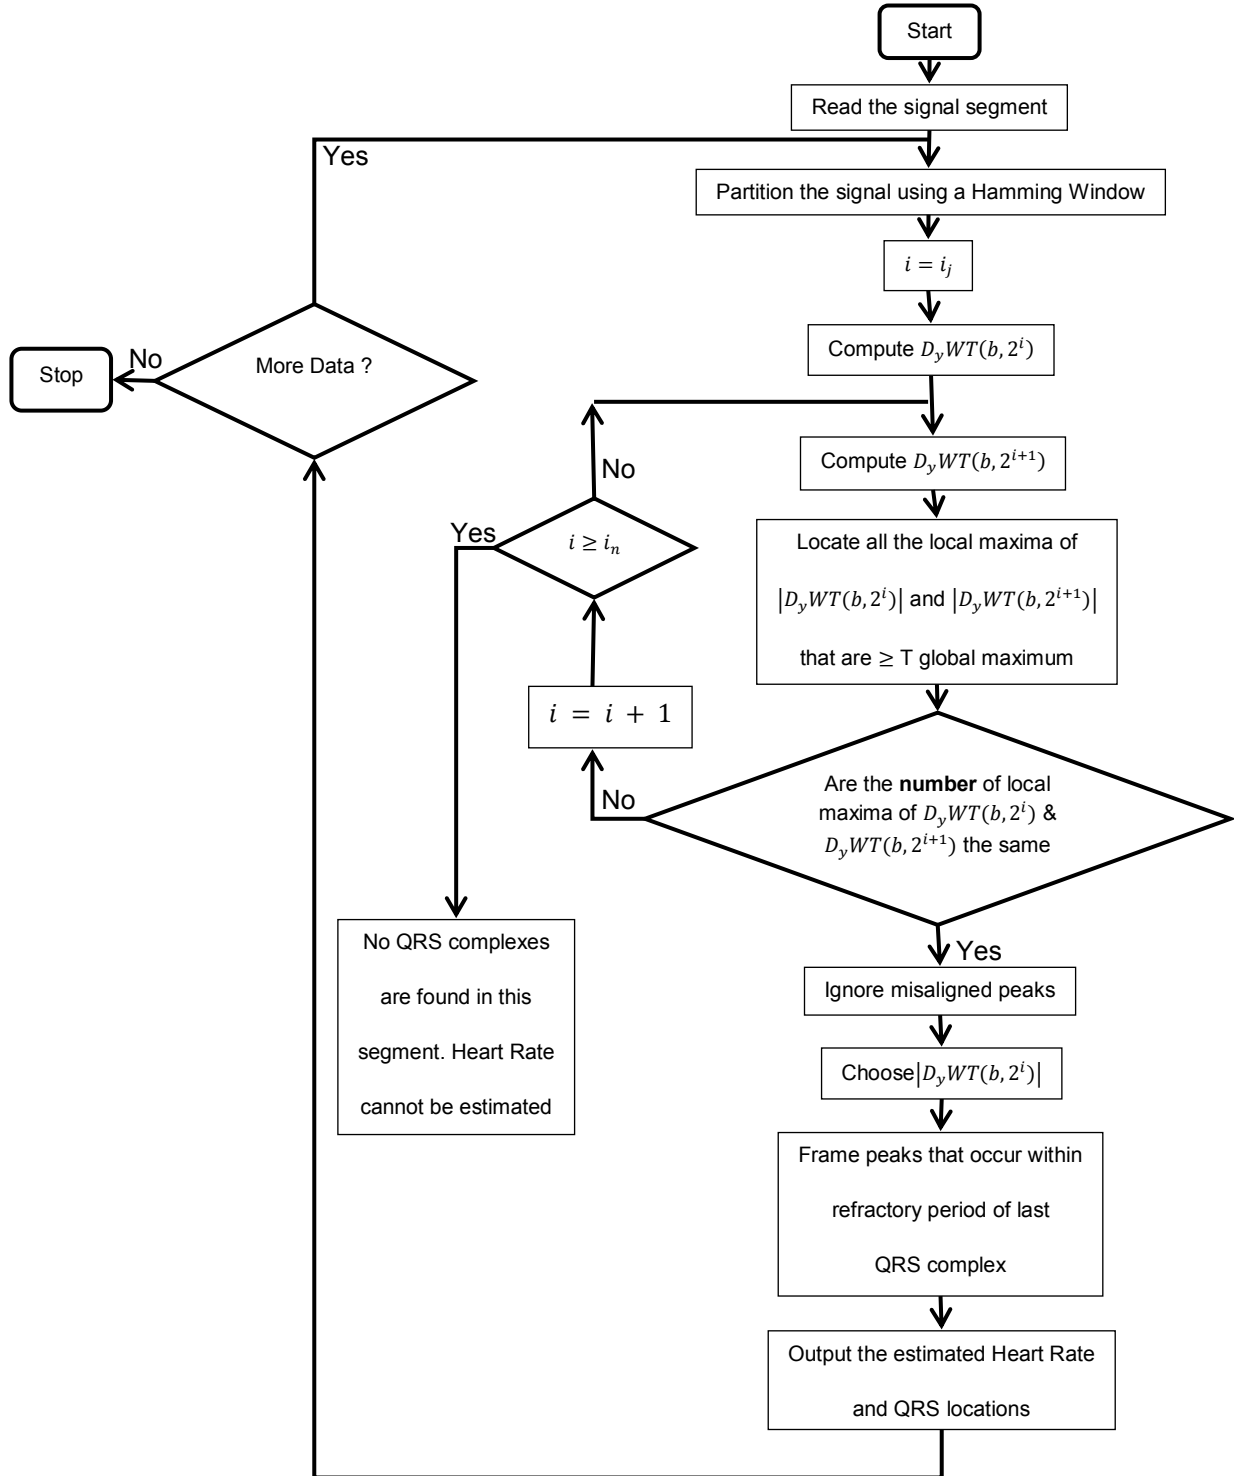 Start
Read the signal segment
Yes
Partition the signal using a Hamming Window
i = i_j
Compute D_yWT(b, 2^i)
More Data ?
No
Stop
Compute D_yWT(b, 2^{i+1})
No
Yes
i ≥ i_n
Locate all the local maxima of
|D_yWT(b, 2^i)| and |D_yWT(b, 2^{i+1})|
that are ≥ T global maximum
i = i + 1
No
Are the number of local
maxima of D_yWT(b, 2^i) &
D_yWT(b, 2^{i+1}) the same
Yes
No QRS complexes
are found in this
segment. Heart Rate
cannot be estimated
Ignore misaligned peaks
Choose|D_yWT(b, 2^i)|
Frame peaks that occur within
refractory period of last
QRS complex
Output the estimated Heart Rate
and QRS locations